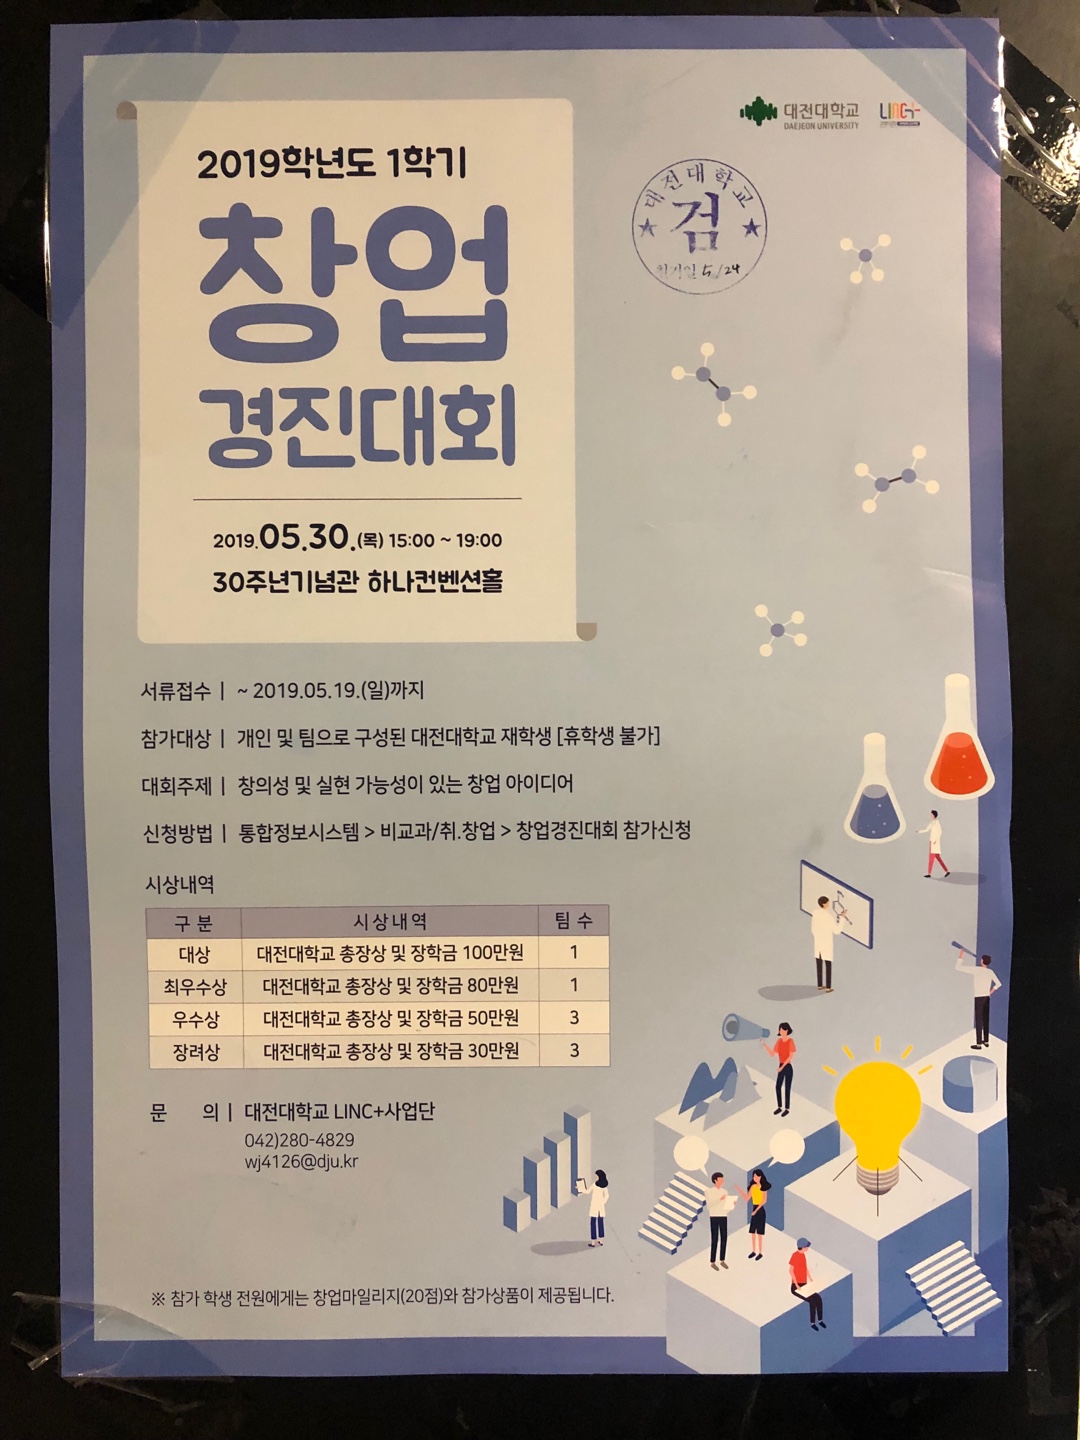 대전대학교
DAEJEON UNIVERSITY
LINC+
2019학년도 1학기
창업
경진대회
대전대학교
검
철거일 5/24
2019.05.30.(목) 15:00 ~ 19:00
30주년기념관 하나컨벤션홀
서류접수 | ~ 2019.05.19.(일)까지
참가대상 | 개인 및 팀으로 구성된 대전대학교 재학생 [휴학생 불가]
대회주제 | 창의성 및 실현 가능성이 있는 창업 아이디어
신청방법 | 통합정보시스템 > 비교과/취.창업 > 창업경진대회 참가신청
시상내역
구 분 시상내역 팀 수
대상 대전대학교 총장상 및 장학금 100만원 1
최우수상 대전대학교 총장상 및 장학금 80만원 1
우수상 대전대학교 총장상 및 장학금 50만원 3
장려상 대전대학교 총장상 및 장학금 30만원 3
문 의 | 대전대학교 LINC+사업단
042)280-4829
wj4126@dju.kr
※ 참가 학생 전원에게는 창업마일리지(20점)와 참가상품이 제공됩니다.